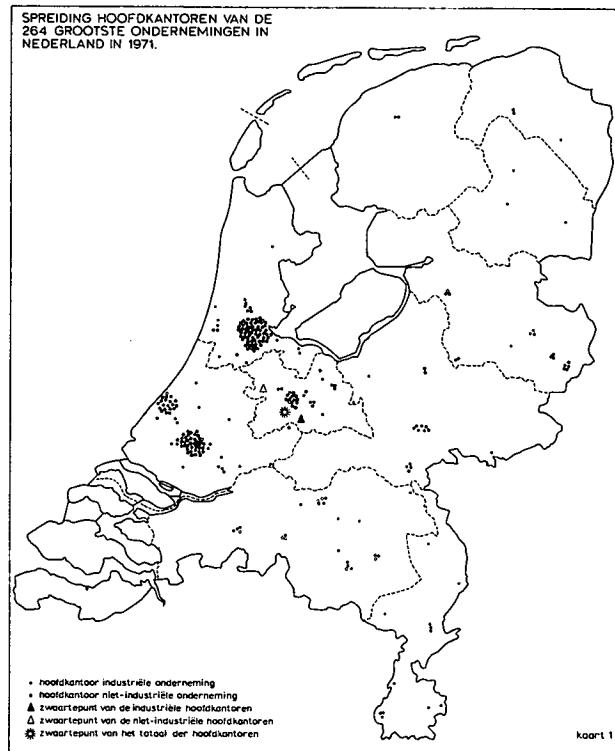 SPREIDING HOOFDKANTOREN VAN DE
264 GROOTSTE ONDERNEMINGEN IN
NEDERLAND IN 1971.
hoofdkantoor industriële onderneming
hoofdkantoor niet-industriële onderneming
zwaartepunt van de industriële hoofdkantoren
zwaartepunt van de niet-industriële hoofdkantoren
zwaartepunt van het totaal der hoofdkantoren
kaart 1